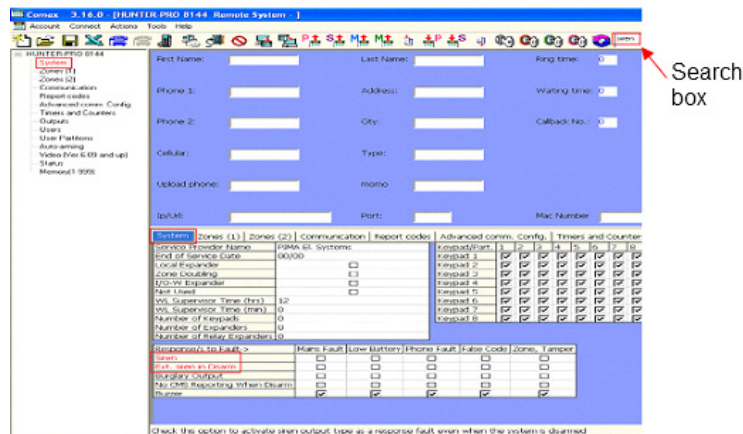 Comax 3.16.0 - [HUNTER-PRO 8144 Remote System - ]
Account Connect Actions Tools Help
siren
Search
box
HUNTER-PRO 8144
System
Zones (1)
Zones (2)
Communication
Report codes
Advanced comm. Config.
Timers and Counters
Outputs
Users
User Partitions
Auto-arming
Video (Ver 6.09 and up)
Status
Memory(1-999)
First Name: Last Name: Ring time: 0
Phone 1: Address: Waiting time: 0
Phone 2: City: Callback No.: 0
Cellular: Type:
Upload phone: momo
Ip/Url: Port: Mac Number
System Zones (1) Zones (2) Communication Report codes Advanced comm. Config. Timers and Counter
Service Provider Name PIMA El. Systems Keypad/Part. 1 2 3 4 5 6 7 8
End of Service Date 00/00 Keypad 1
Local Expander Keypad 2
Zone Doubling Keypad 3
I/O-W Expander Keypad 4
Not Used Keypad 5
WL Supervisor Time (hrs) 12 Keypad 6
WL Supervisor Time (min) 0 Keypad 7
Number of Keypads 0 Keypad 8
Number of Expanders 0
Number of Relay Expanders 0
Response/s to Fault-> Mains Fault Low Battery Phone Fault False Code Zone, Tamper
Siren
Ext. siren in Disarm
Burglary Output
No CMS Reporting When Disarm
Buzzer
Check this option to activate siren output type as a response fault even when the system is disarmed